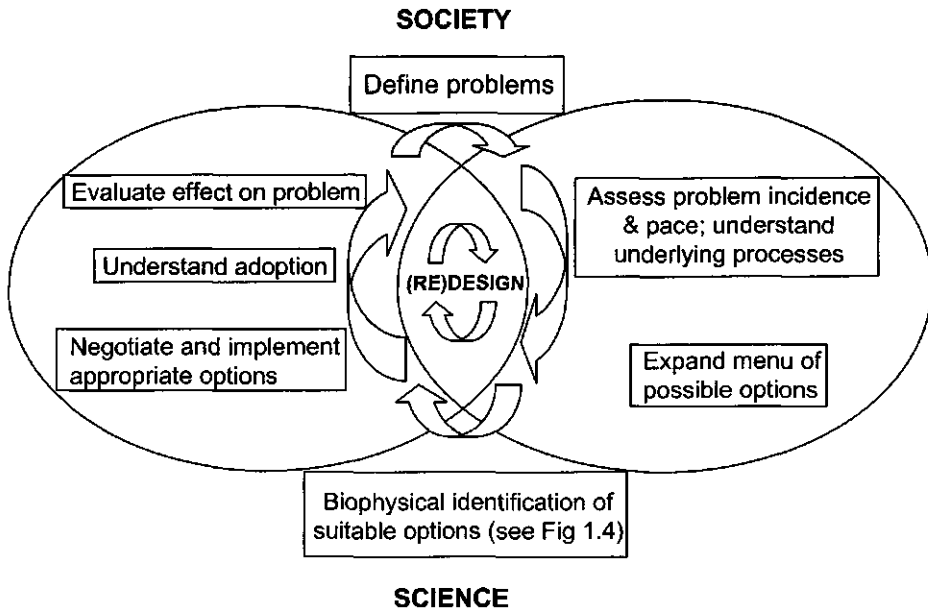 SOCIETY
Define problems
Evaluate effect on problem
Understand adoption
Negotiate and implement
appropriate options
(RE)DESIGN
Assess problem incidence
& pace; understand
underlying processes
Expand menu of
possible options
Biophysical identification of
suitable options (see Fig 1.4)
SCIENCE